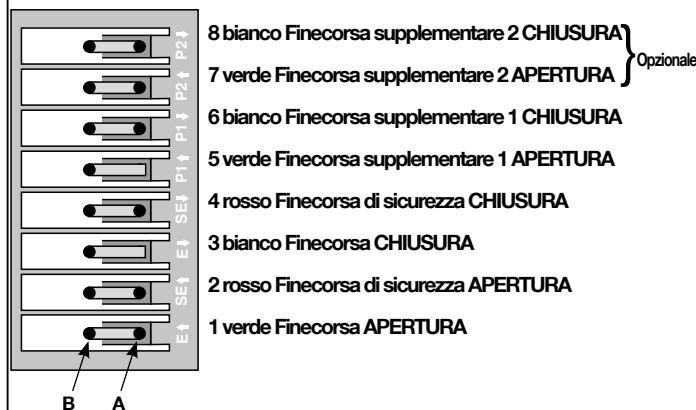 8 bianco Finecorsa supplementare 2 CHIUSURA
7 verde Finecorsa supplementare 2 APERTURA
Opzionale
6 bianco Finecorsa supplementare 1 CHIUSURA
5 verde Finecorsa supplementare 1 APERTURA
4 rosso Finecorsa di sicurezza CHIUSURA
3 bianco Finecorsa CHIUSURA
2 rosso Finecorsa di sicurezza APERTURA
1 verde Finecorsa APERTURA
P2 ↓
P2 ↑
P1 ↓
P1 ↑
SE ↓
E ↓
SE ↑
E ↑
B A